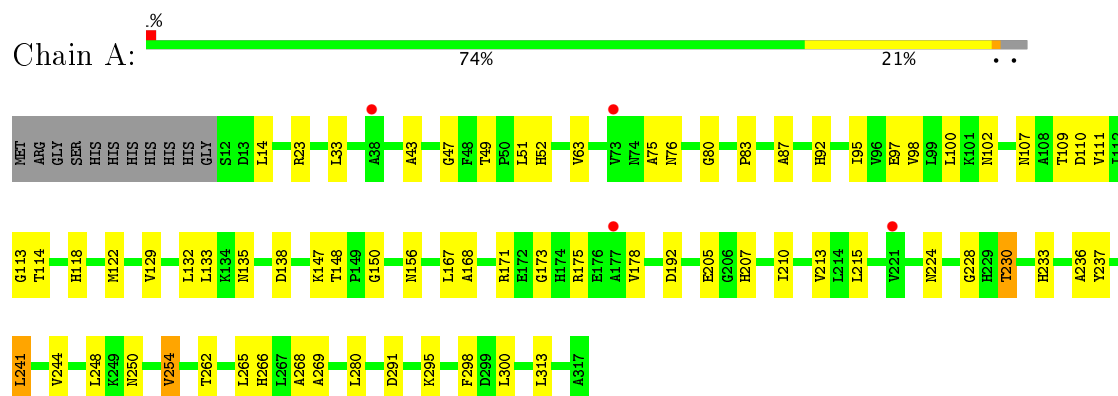 .%
Chain A:
74% 21% • •
MET ARG GLY SER HIS HIS HIS HIS HIS HIS GLY S12 D13 L14 R23 L33 A38 A43 G47 F48 T49 P50 L51 H52 V63 V73 N74 A75 N76 G80 P83 A87 H92 I95 V96 E97 V98 L99 L100 K101 N102 N107 A108 T109 D110 V111 I112
G113 T114 H118 M122 V129 L132 L133 K134 N135 D138 K147 T148 P149 G150 N156 L167 A168 R171 E172 G173 H174 R175 E176 A177 V178 D192 E205 G206 H207 I210 V213 L214 L215 V221 N224 G228 H229 T230 H233 A236 Y237
L241 V244 L248 K249 N250 V254 T262 L265 H266 L267 A268 A269 L280 D291 K295 F298 D299 L300 L313 A317